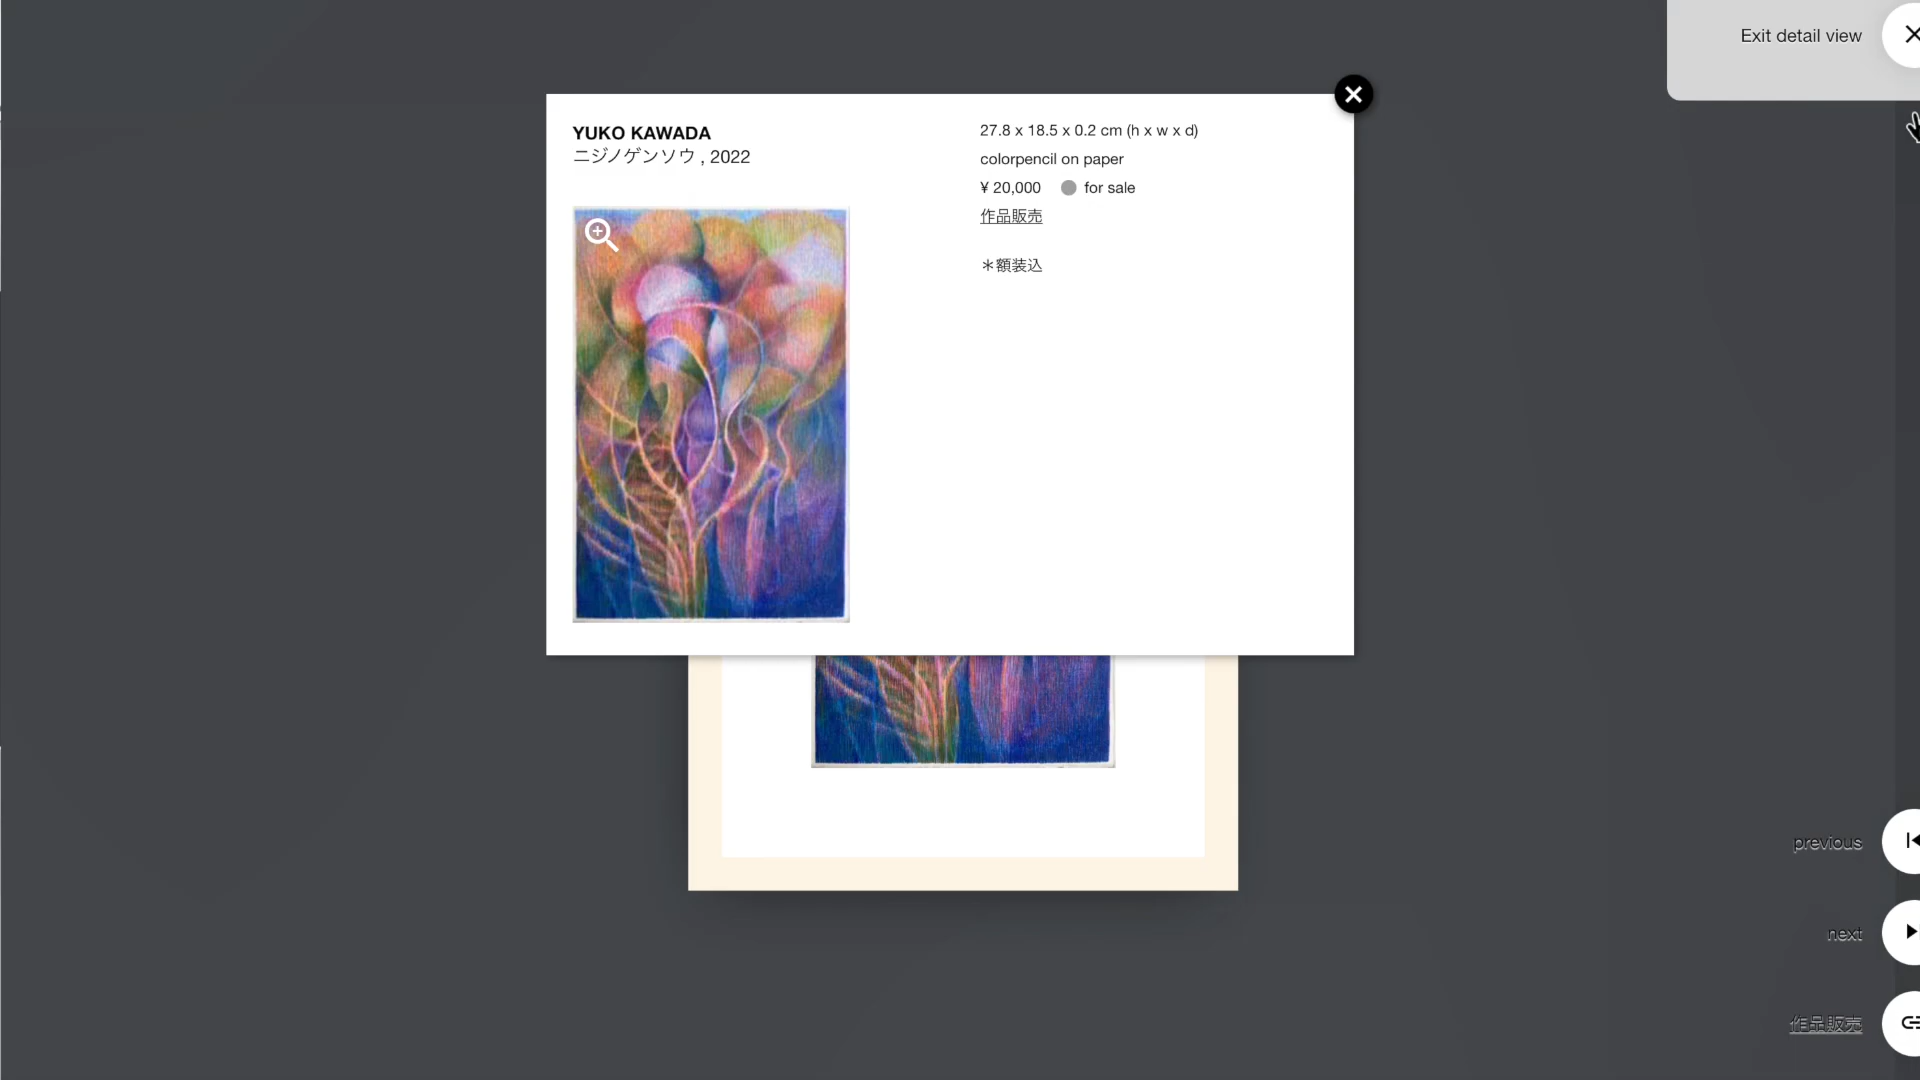 Exit detail view
YUKO KAWADA
ニジノゲンソウ , 2022
27.8 x 18.5 x 0.2 cm (h x w x d)
colorpencil on paper
¥ 20,000 for sale
作品販売
＊額装込
previous
next
作品販売